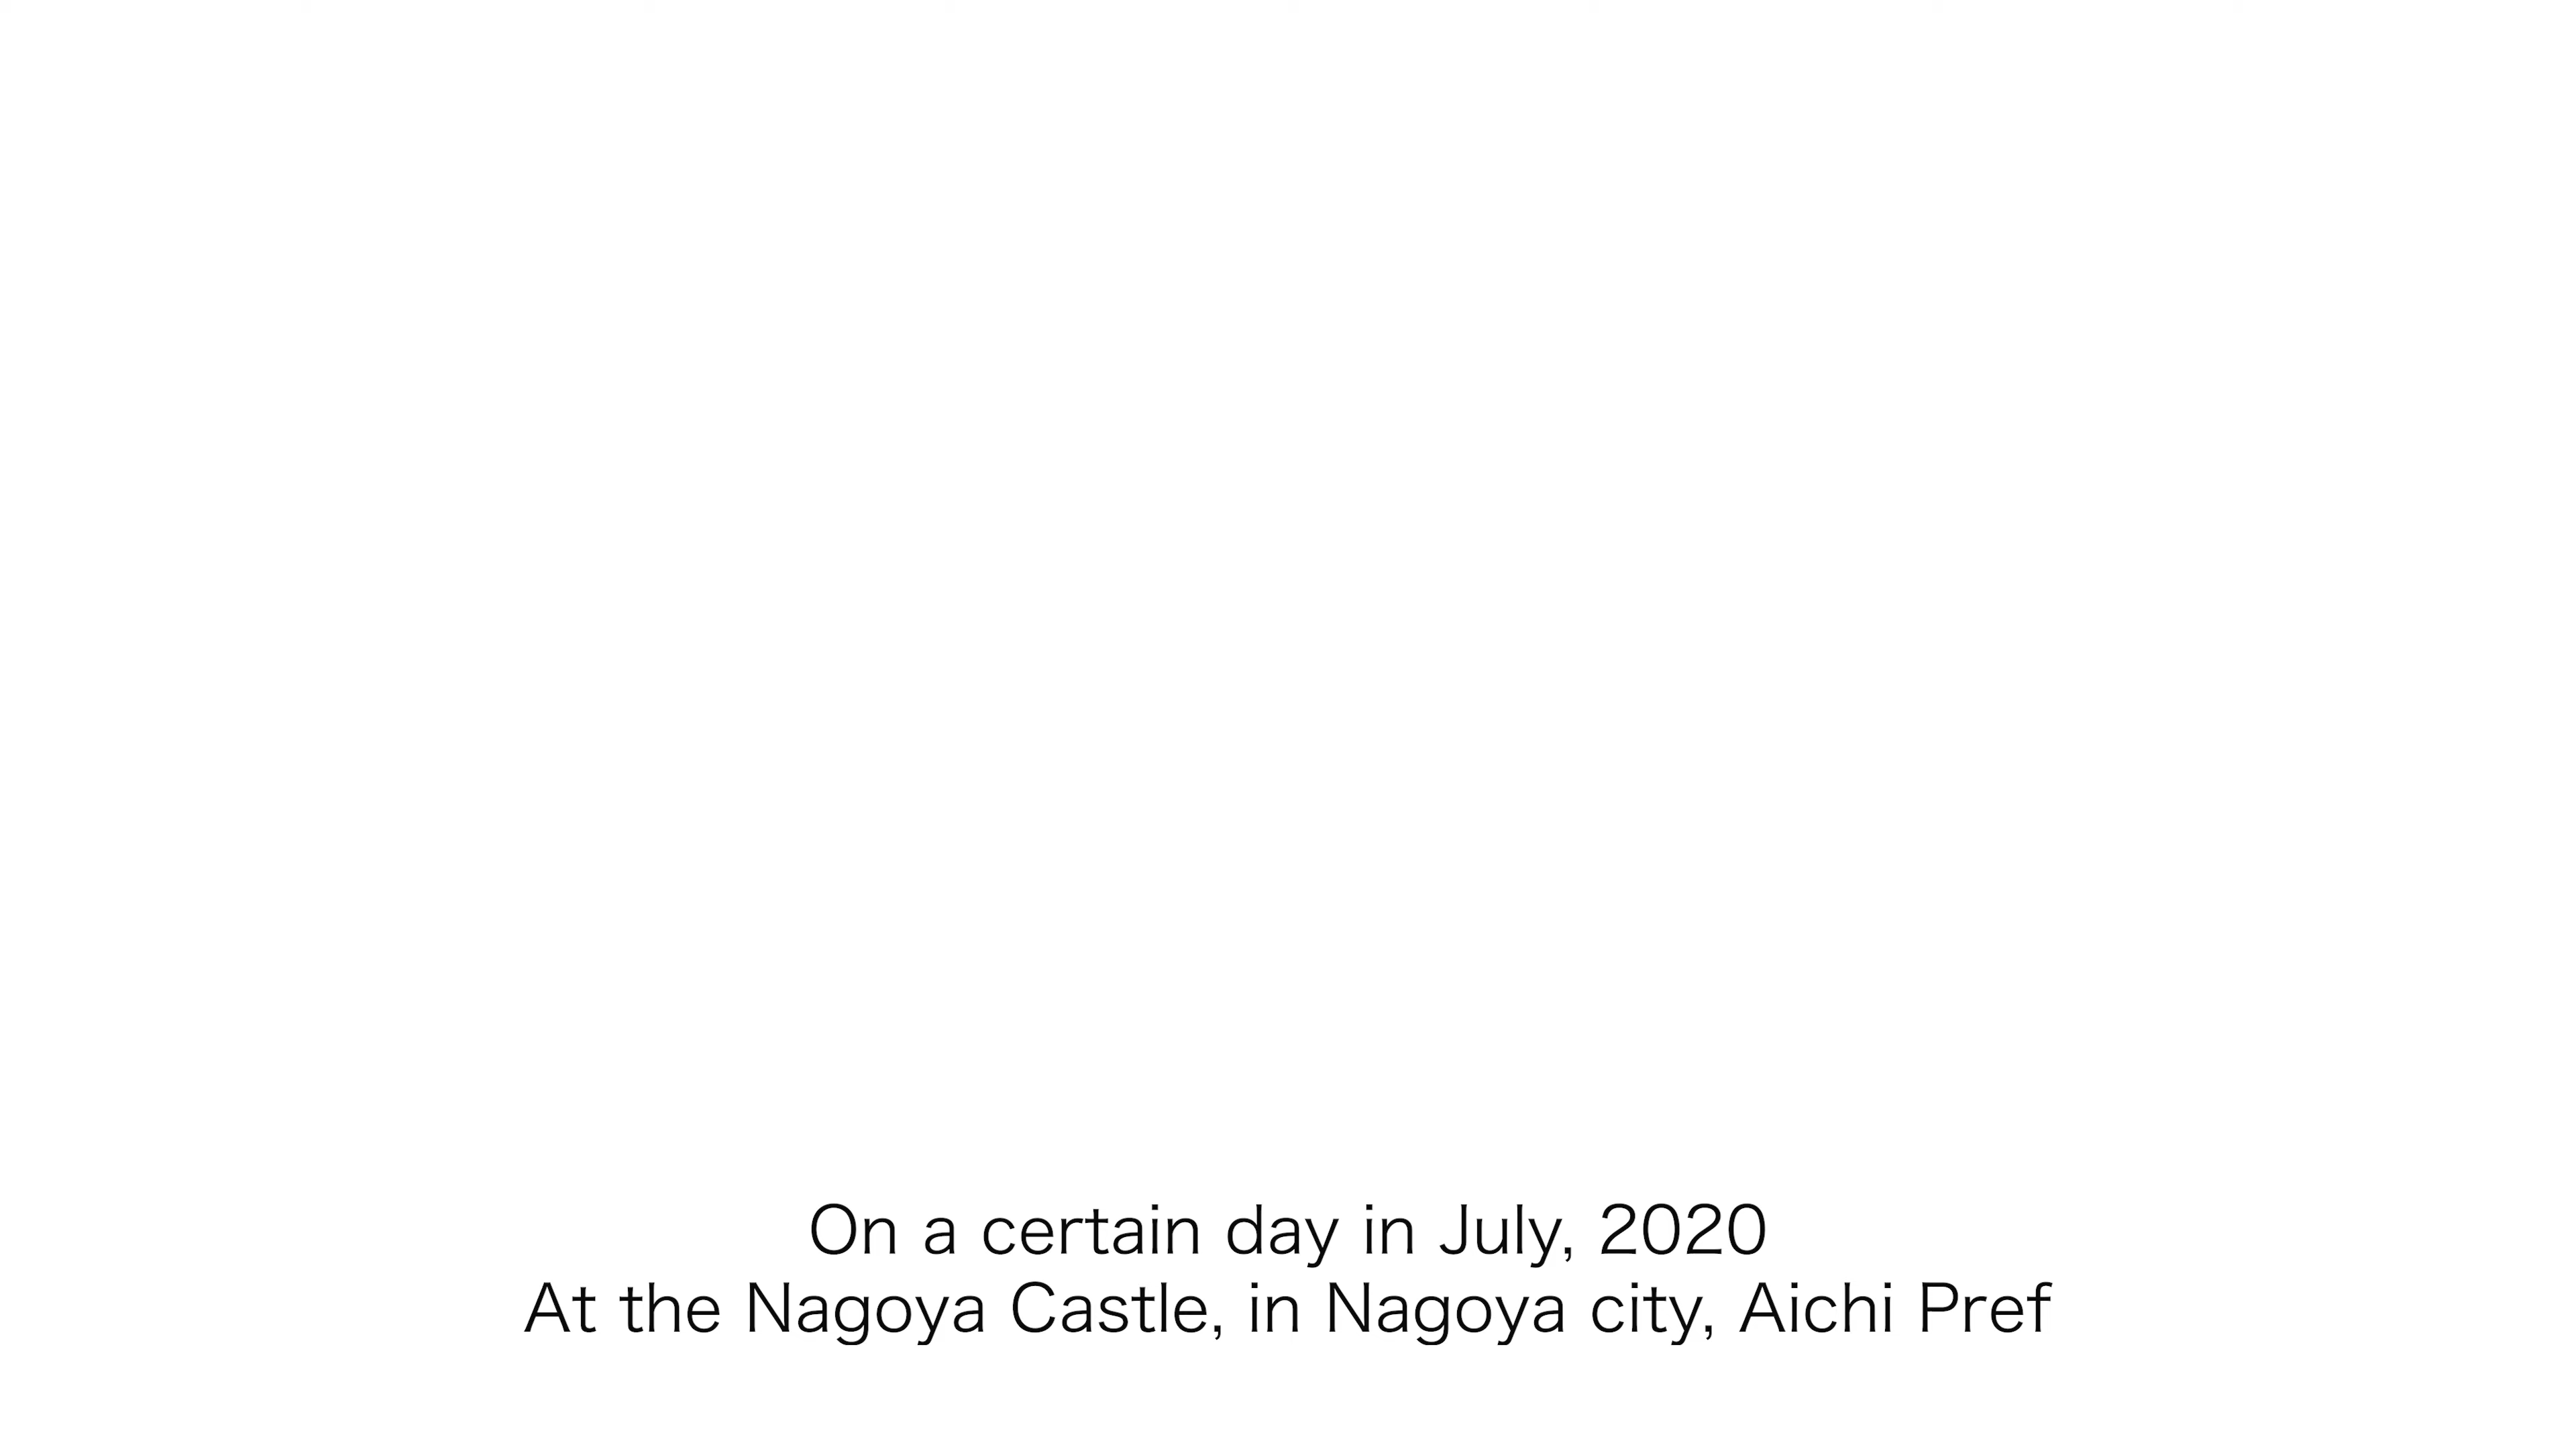 On a certain day in July, 2020
At the Nagoya Castle, in Nagoya city, Aichi Pref